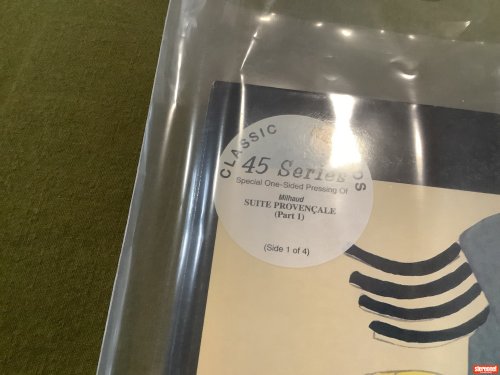 CLASSIC
45 Series
Special One-Sided Pressing Of
Milhaud
SUITE PROVENÇALE
(Part 1)
(Side 1 of 4)